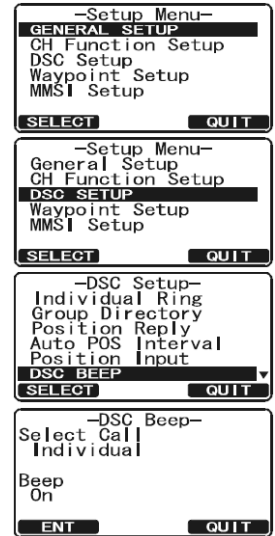 —Setup Menu—
GENERAL SETUP
CH Function Setup
DSC Setup
Waypoint Setup
MMSI Setup
SELECT QUIT
—Setup Menu—
General Setup
CH Function Setup
DSC SETUP
Waypoint Setup
MMSI Setup
SELECT QUIT
—DSC Setup—
Individual Ring
Group Directory
Position Reply
Auto POS Interval
Position Input
DSC BEEP
SELECT QUIT
—DSC Beep—
Select Call
Individual
Beep
On
ENT QUIT